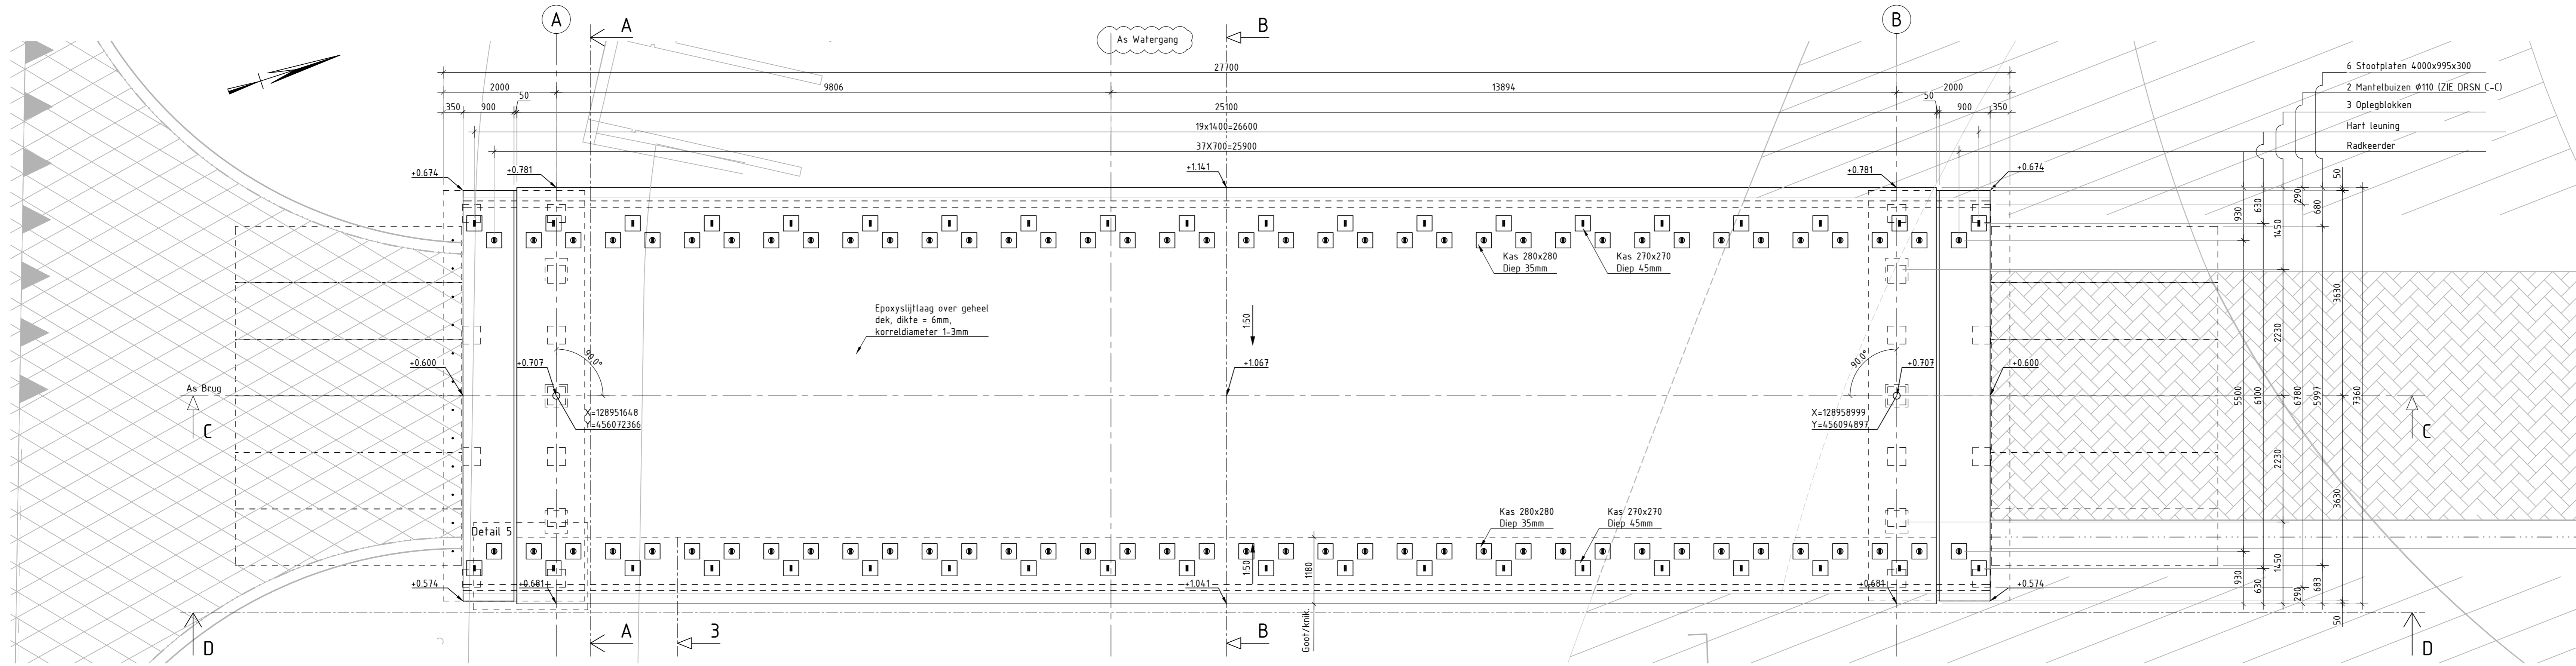 A
A
B
B
As Watergang
27700
2000
9806
13894
2000
350
900
50
25100
50
900
350
19x1400=26600
37X700=25900
6 Stootplaten 4000x995x300
2 Mantelbuizen Ø110 (ZIE DRSN C-C)
3 Oplegblokken
Hart leuning
Radkeerder
+0.674
+0.781
+1.141
+0.781
+0.674
50
290
680
630
1450
930
Kas 280x280
Diep 35mm
Kas 270x270
Diep 45mm
Epoxyslijtlaag over geheel
dek, dikte = 6mm,
korreldiameter 1-3mm
1:50
3630
2230
+0.600
+0.707
90.0°
+1.067
90.0°
+0.707
+0.600
As Brug
5500
6100
6780
5997
7360
X=128951648
Y=456072366
X=128958999
Y=456094897
C
C
2230
3630
Detail 5
Kas 280x280
Diep 35mm
Kas 270x270
Diep 45mm
1:50
1180
+0.574
+0.681
+1.041
+0.681
+0.574
930
630
1450
290
683
50
Goot/knik
A
3
B
D
D